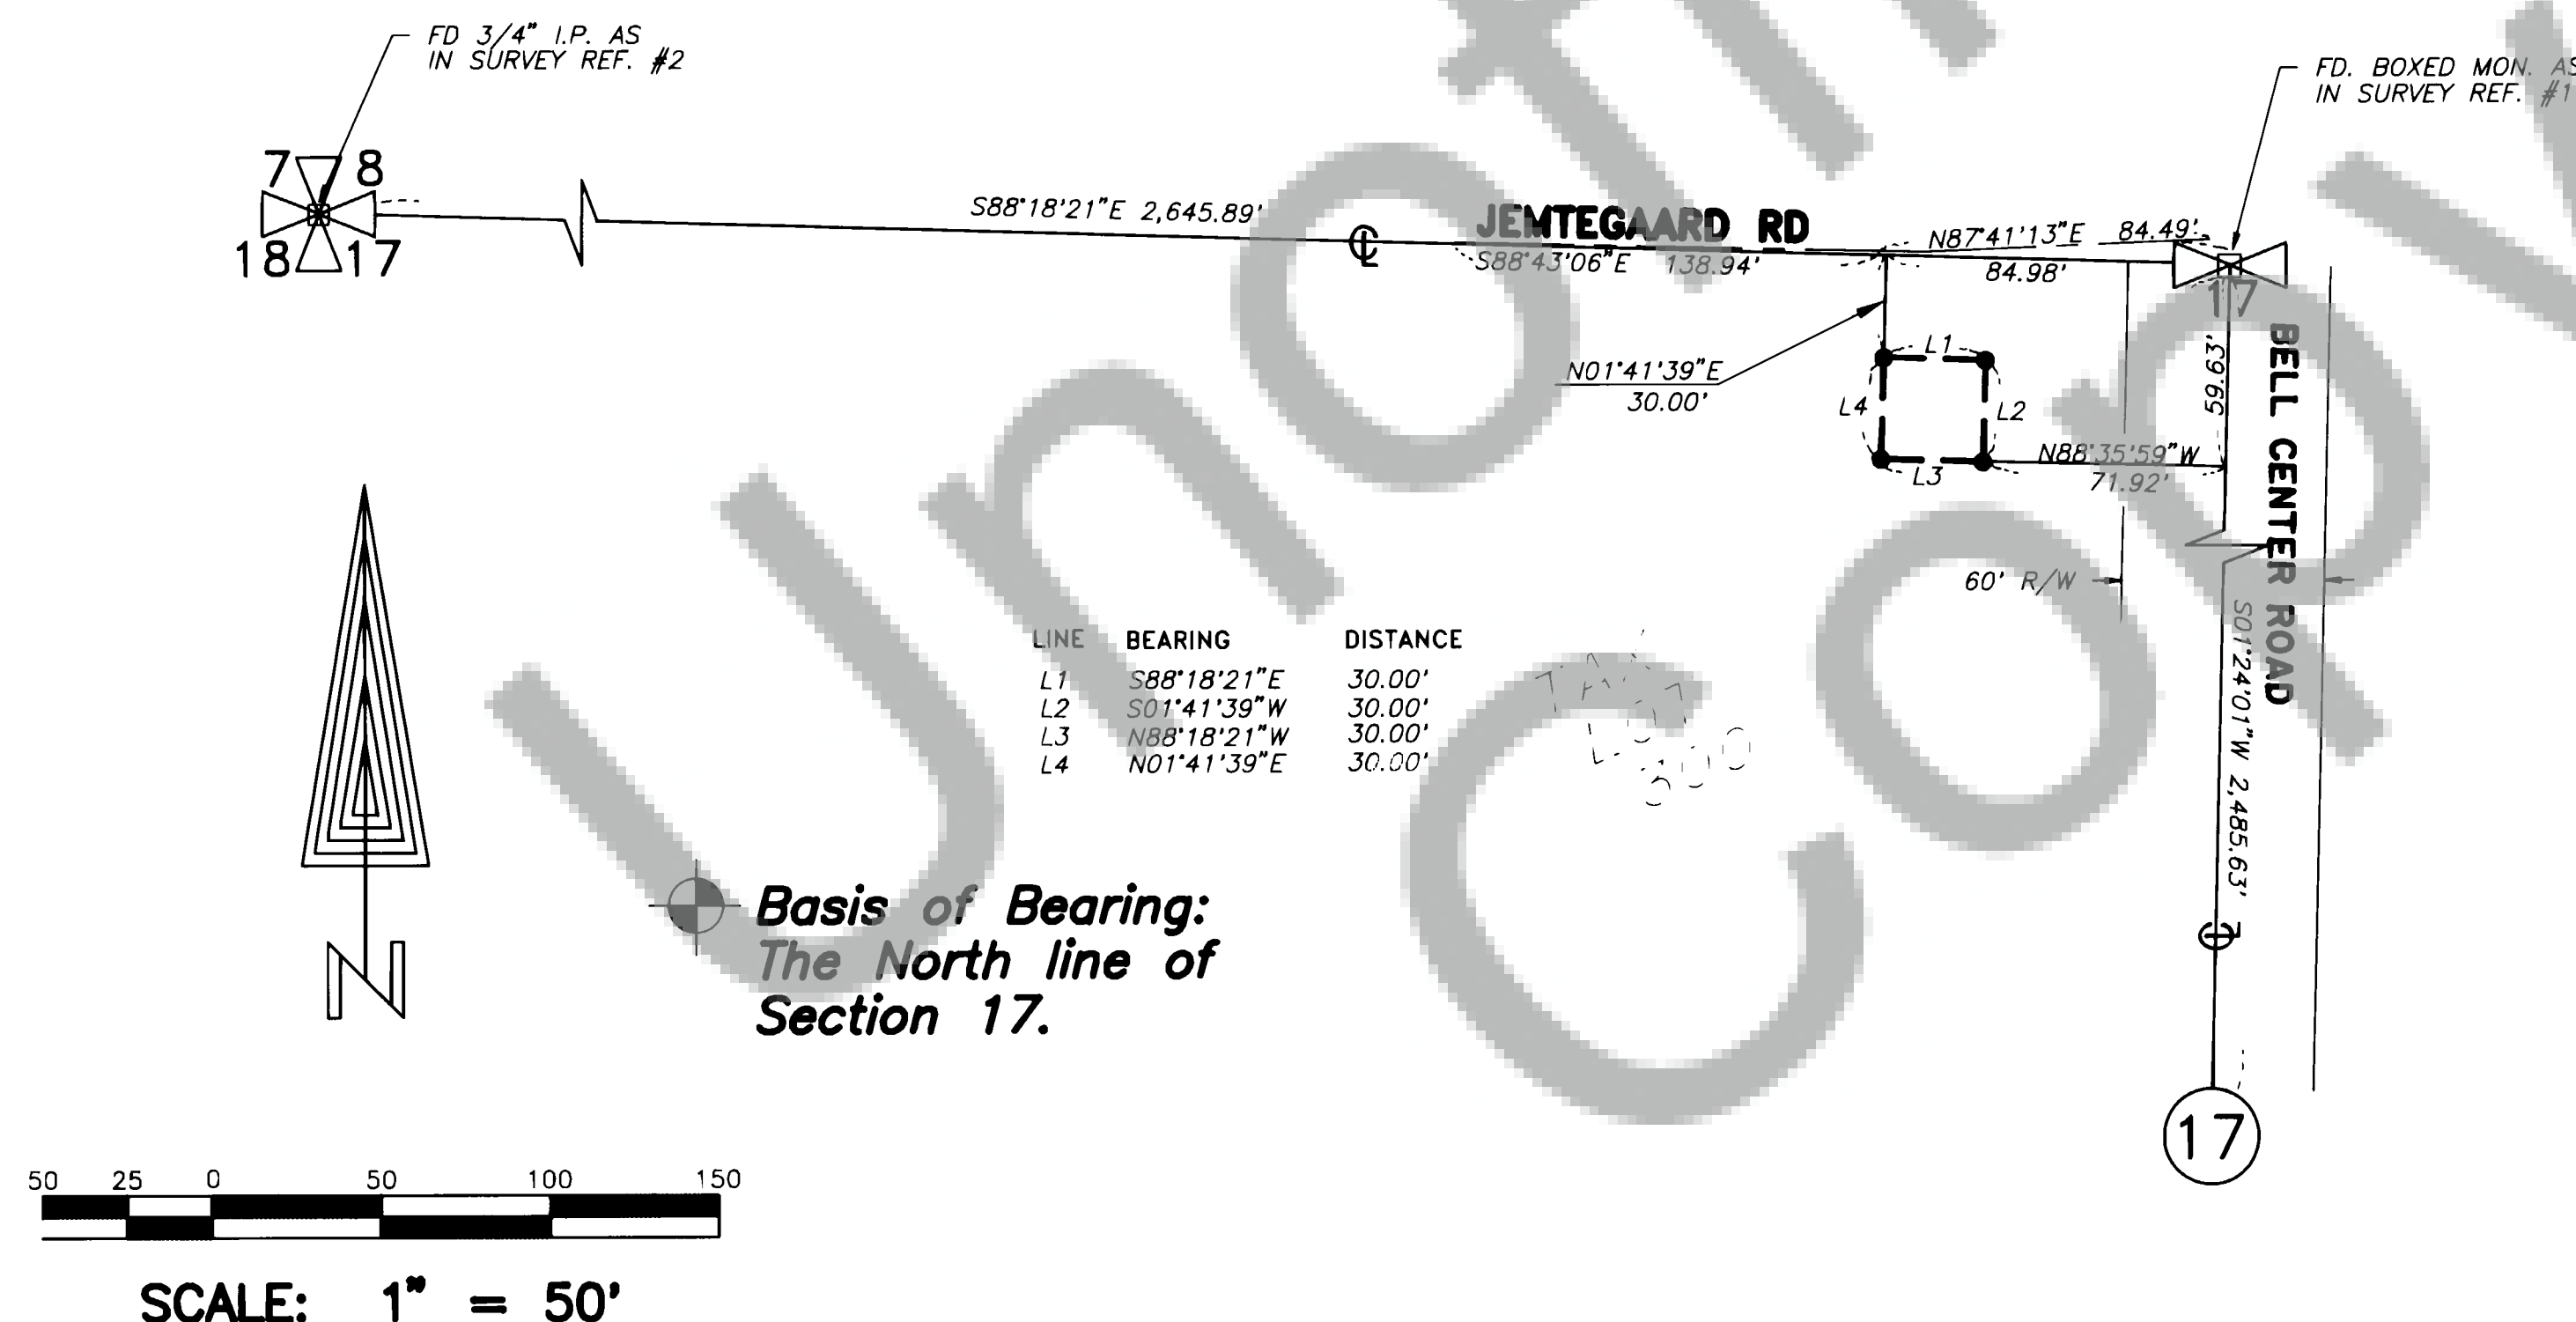 FD 3/4" I.P. AS
IN SURVEY REF. #2
FD. BOXED MON. AS
IN SURVEY REF. #1
7 8
18 17
S88°18'21"E 2,645.89'
JEMTEGAARD RD
S88°43'06"E 138.94'
N87°41'13"E 84.49'
84.98'
17
N01°41'39"E
30.00'
L1
L4
L2
L3
59.63'
N88°35'59"W
71.92'
BELL CENTER ROAD
60' R/W
S01°24'01"W 2,485.63'
17
LINE BEARING DISTANCE
L1 S88°18'21"E 30.00'
L2 S01°41'39"W 30.00'
L3 N88°18'21"W 30.00'
L4 N01°41'39"E 30.00'
TAX
LOT
Basis of Bearing:
The North line of
Section 17.
N
50 25 0 50 100 150
SCALE: 1" = 50'
Copy